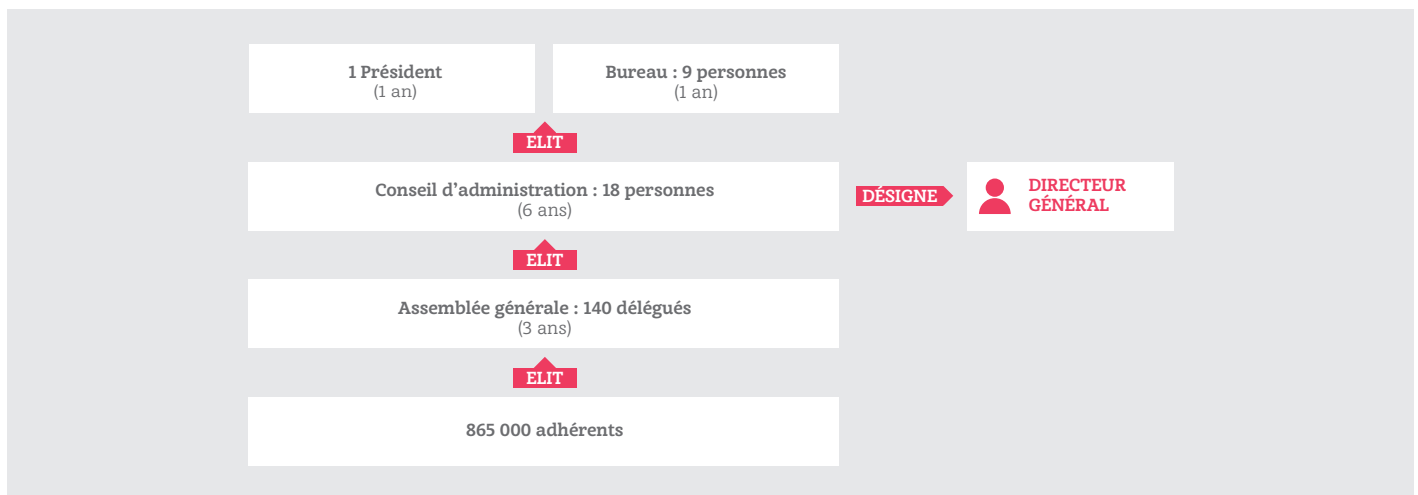 1 Président
(1 an)
Bureau : 9 personnes
(1 an)
ELIT
Conseil d’administration : 18 personnes
(6 ans)
DÉSIGNE
DIRECTEUR
GÉNÉRAL
ELIT
Assemblée générale : 140 délégués
(3 ans)
ELIT
865 000 adhérents